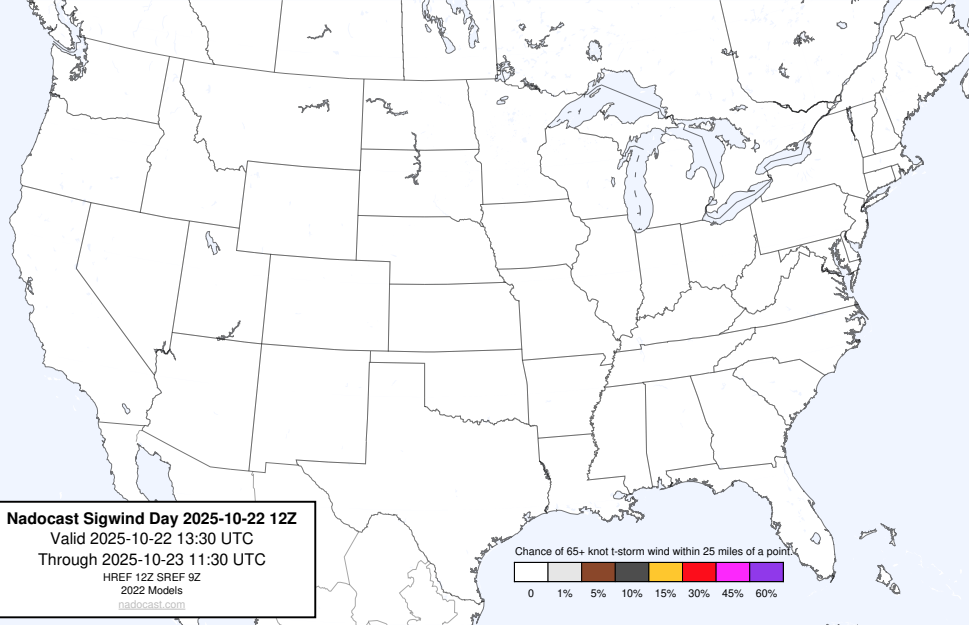 Nadocast Sigwind Day 2025-10-22 12Z
Valid 2025-10-22 13:30 UTC
Through 2025-10-23 11:30 UTC
HREF 12Z SREF 9Z
2022 Models
nadocast.com
Chance of 65+ knot t-storm wind within 25 miles of a point.
0 1% 5% 10% 15% 30% 45% 60%